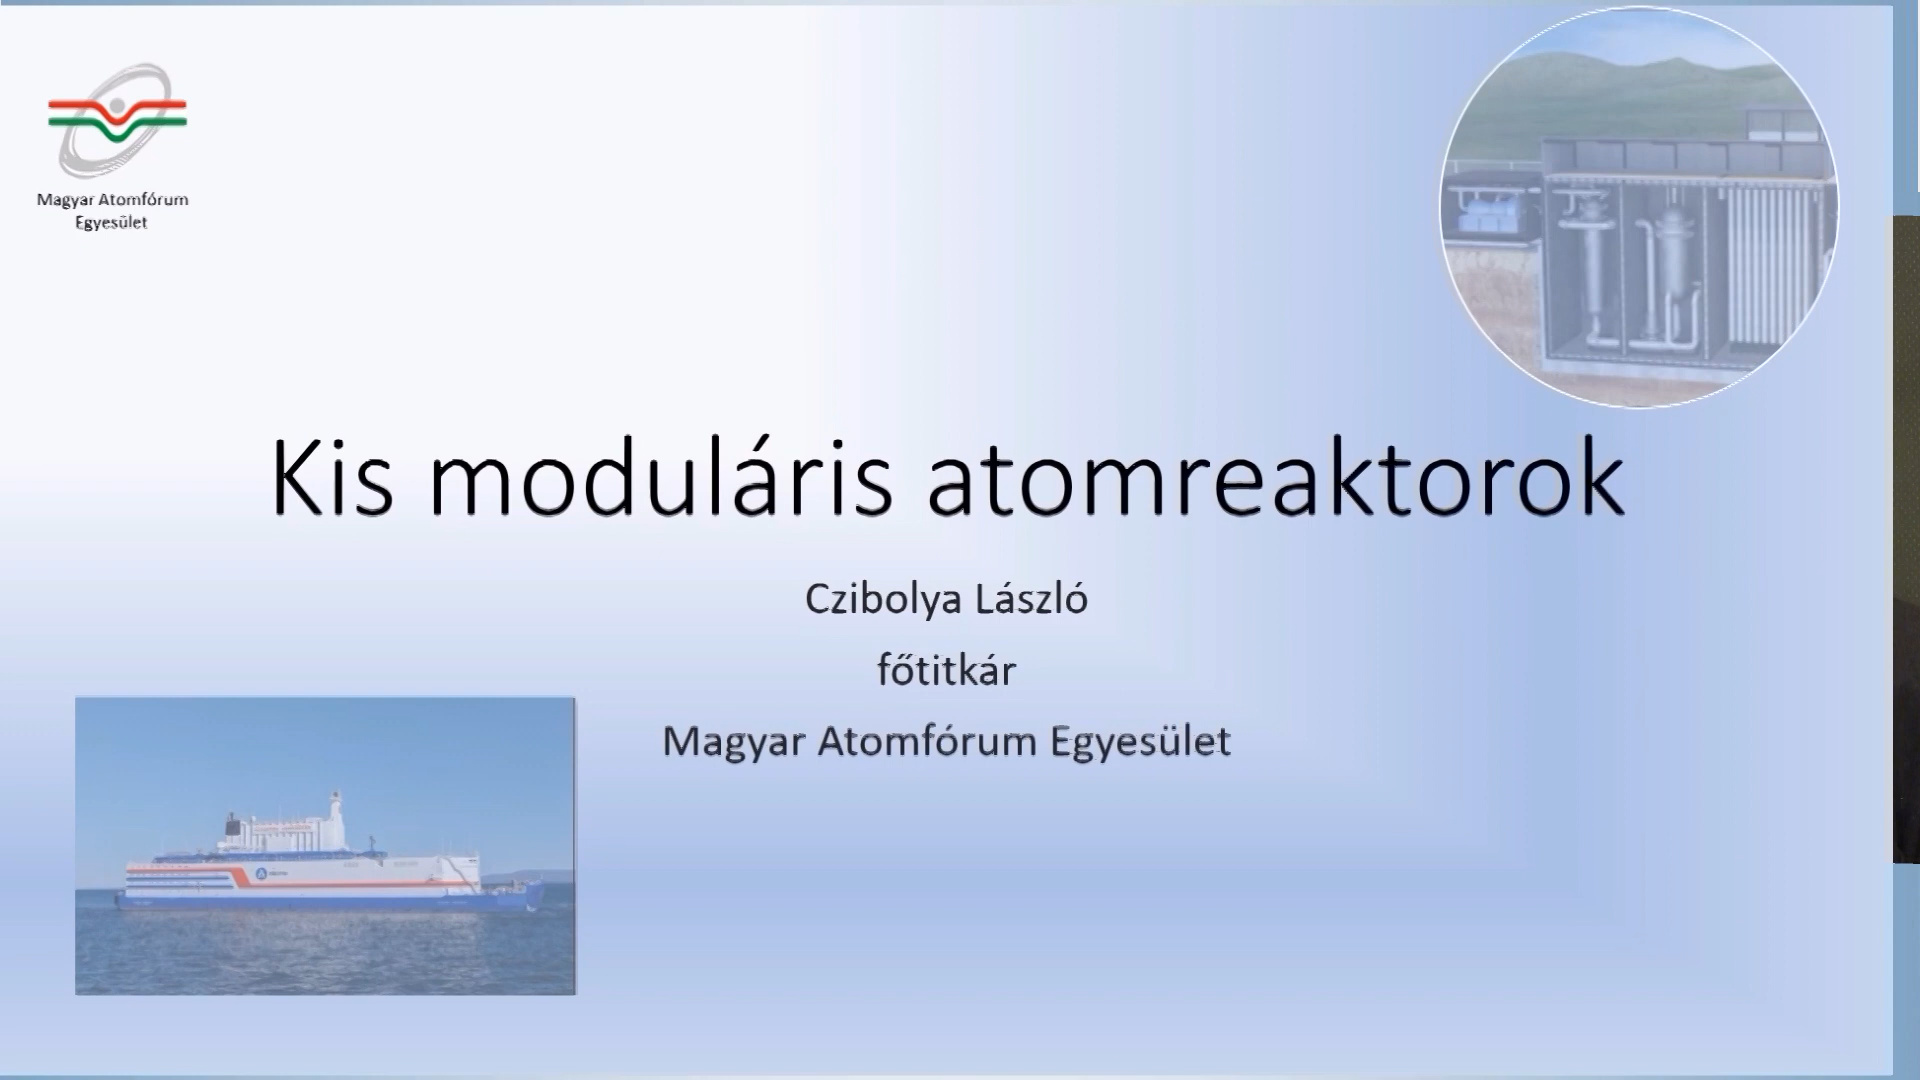 Magyar Atomfórum
Egyesület
Kis moduláris atomreaktorok
Czibolya László
főtitkár
Magyar Atomfórum Egyesület